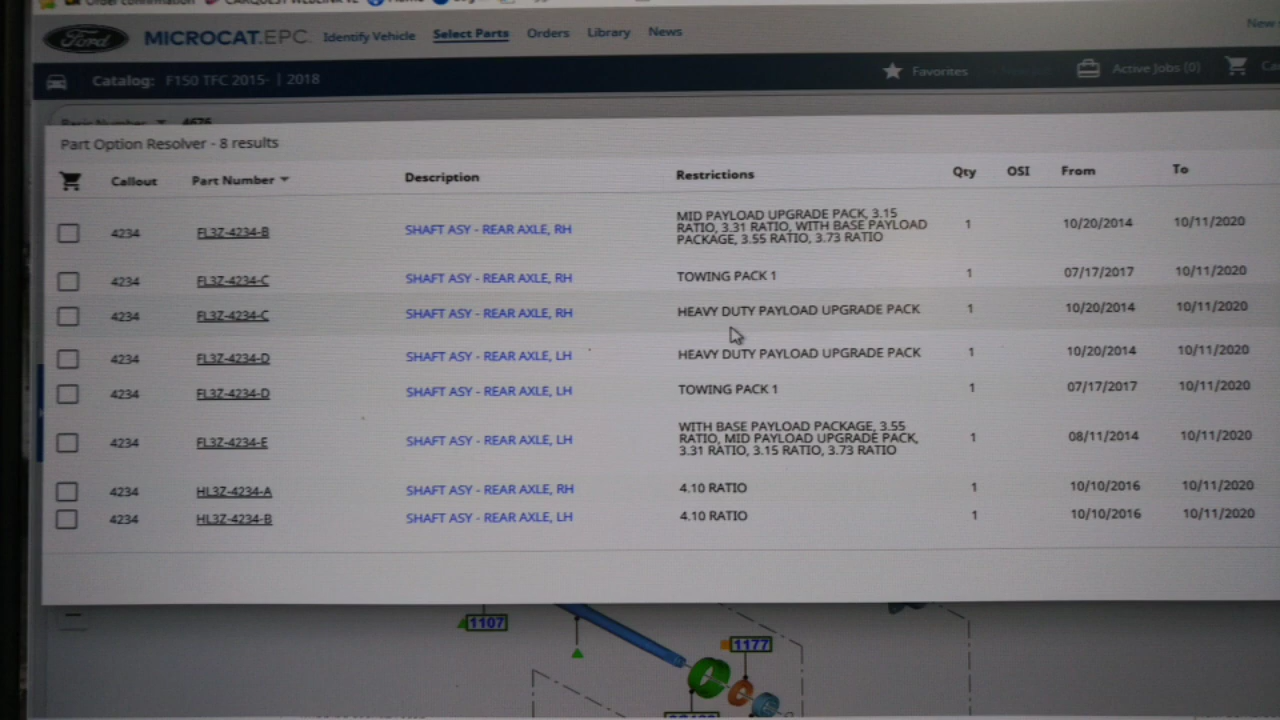 Order confirmation CARQUEST WEBLINK V2
Ford MICROCAT.EPC Identify Vehicle Select Parts Orders Library News New
Catalog: F150 TFC 2015- | 2018 Favorites Active Jobs (0)
Basic Number 4676
Part Option Resolver - 8 results
Callout Part Number Description Restrictions Qty OSI From To
4234 FL3Z-4234-B SHAFT ASY - REAR AXLE, RH MID PAYLOAD UPGRADE PACK, 3.15
RATIO, 3.31 RATIO, WITH BASE PAYLOAD
PACKAGE, 3.55 RATIO, 3.73 RATIO 1 10/20/2014 10/11/2020
4234 FL3Z-4234-C SHAFT ASY - REAR AXLE, RH TOWING PACK 1 1 07/17/2017 10/11/2020
4234 FL3Z-4234-C SHAFT ASY - REAR AXLE, RH HEAVY DUTY PAYLOAD UPGRADE PACK 1 10/20/2014 10/11/2020
4234 FL3Z-4234-D SHAFT ASY - REAR AXLE, LH HEAVY DUTY PAYLOAD UPGRADE PACK 1 10/20/2014 10/11/2020
4234 FL3Z-4234-D SHAFT ASY - REAR AXLE, LH TOWING PACK 1 1 07/17/2017 10/11/2020
4234 FL3Z-4234-E SHAFT ASY - REAR AXLE, LH WITH BASE PAYLOAD PACKAGE, 3.55
RATIO, MID PAYLOAD UPGRADE PACK,
3.31 RATIO, 3.15 RATIO, 3.73 RATIO 1 08/11/2014 10/11/2020
4234 HL3Z-4234-A SHAFT ASY - REAR AXLE, RH 4.10 RATIO 1 10/10/2016 10/11/2020
4234 HL3Z-4234-B SHAFT ASY - REAR AXLE, LH 4.10 RATIO 1 10/10/2016 10/11/2020
1107
1177